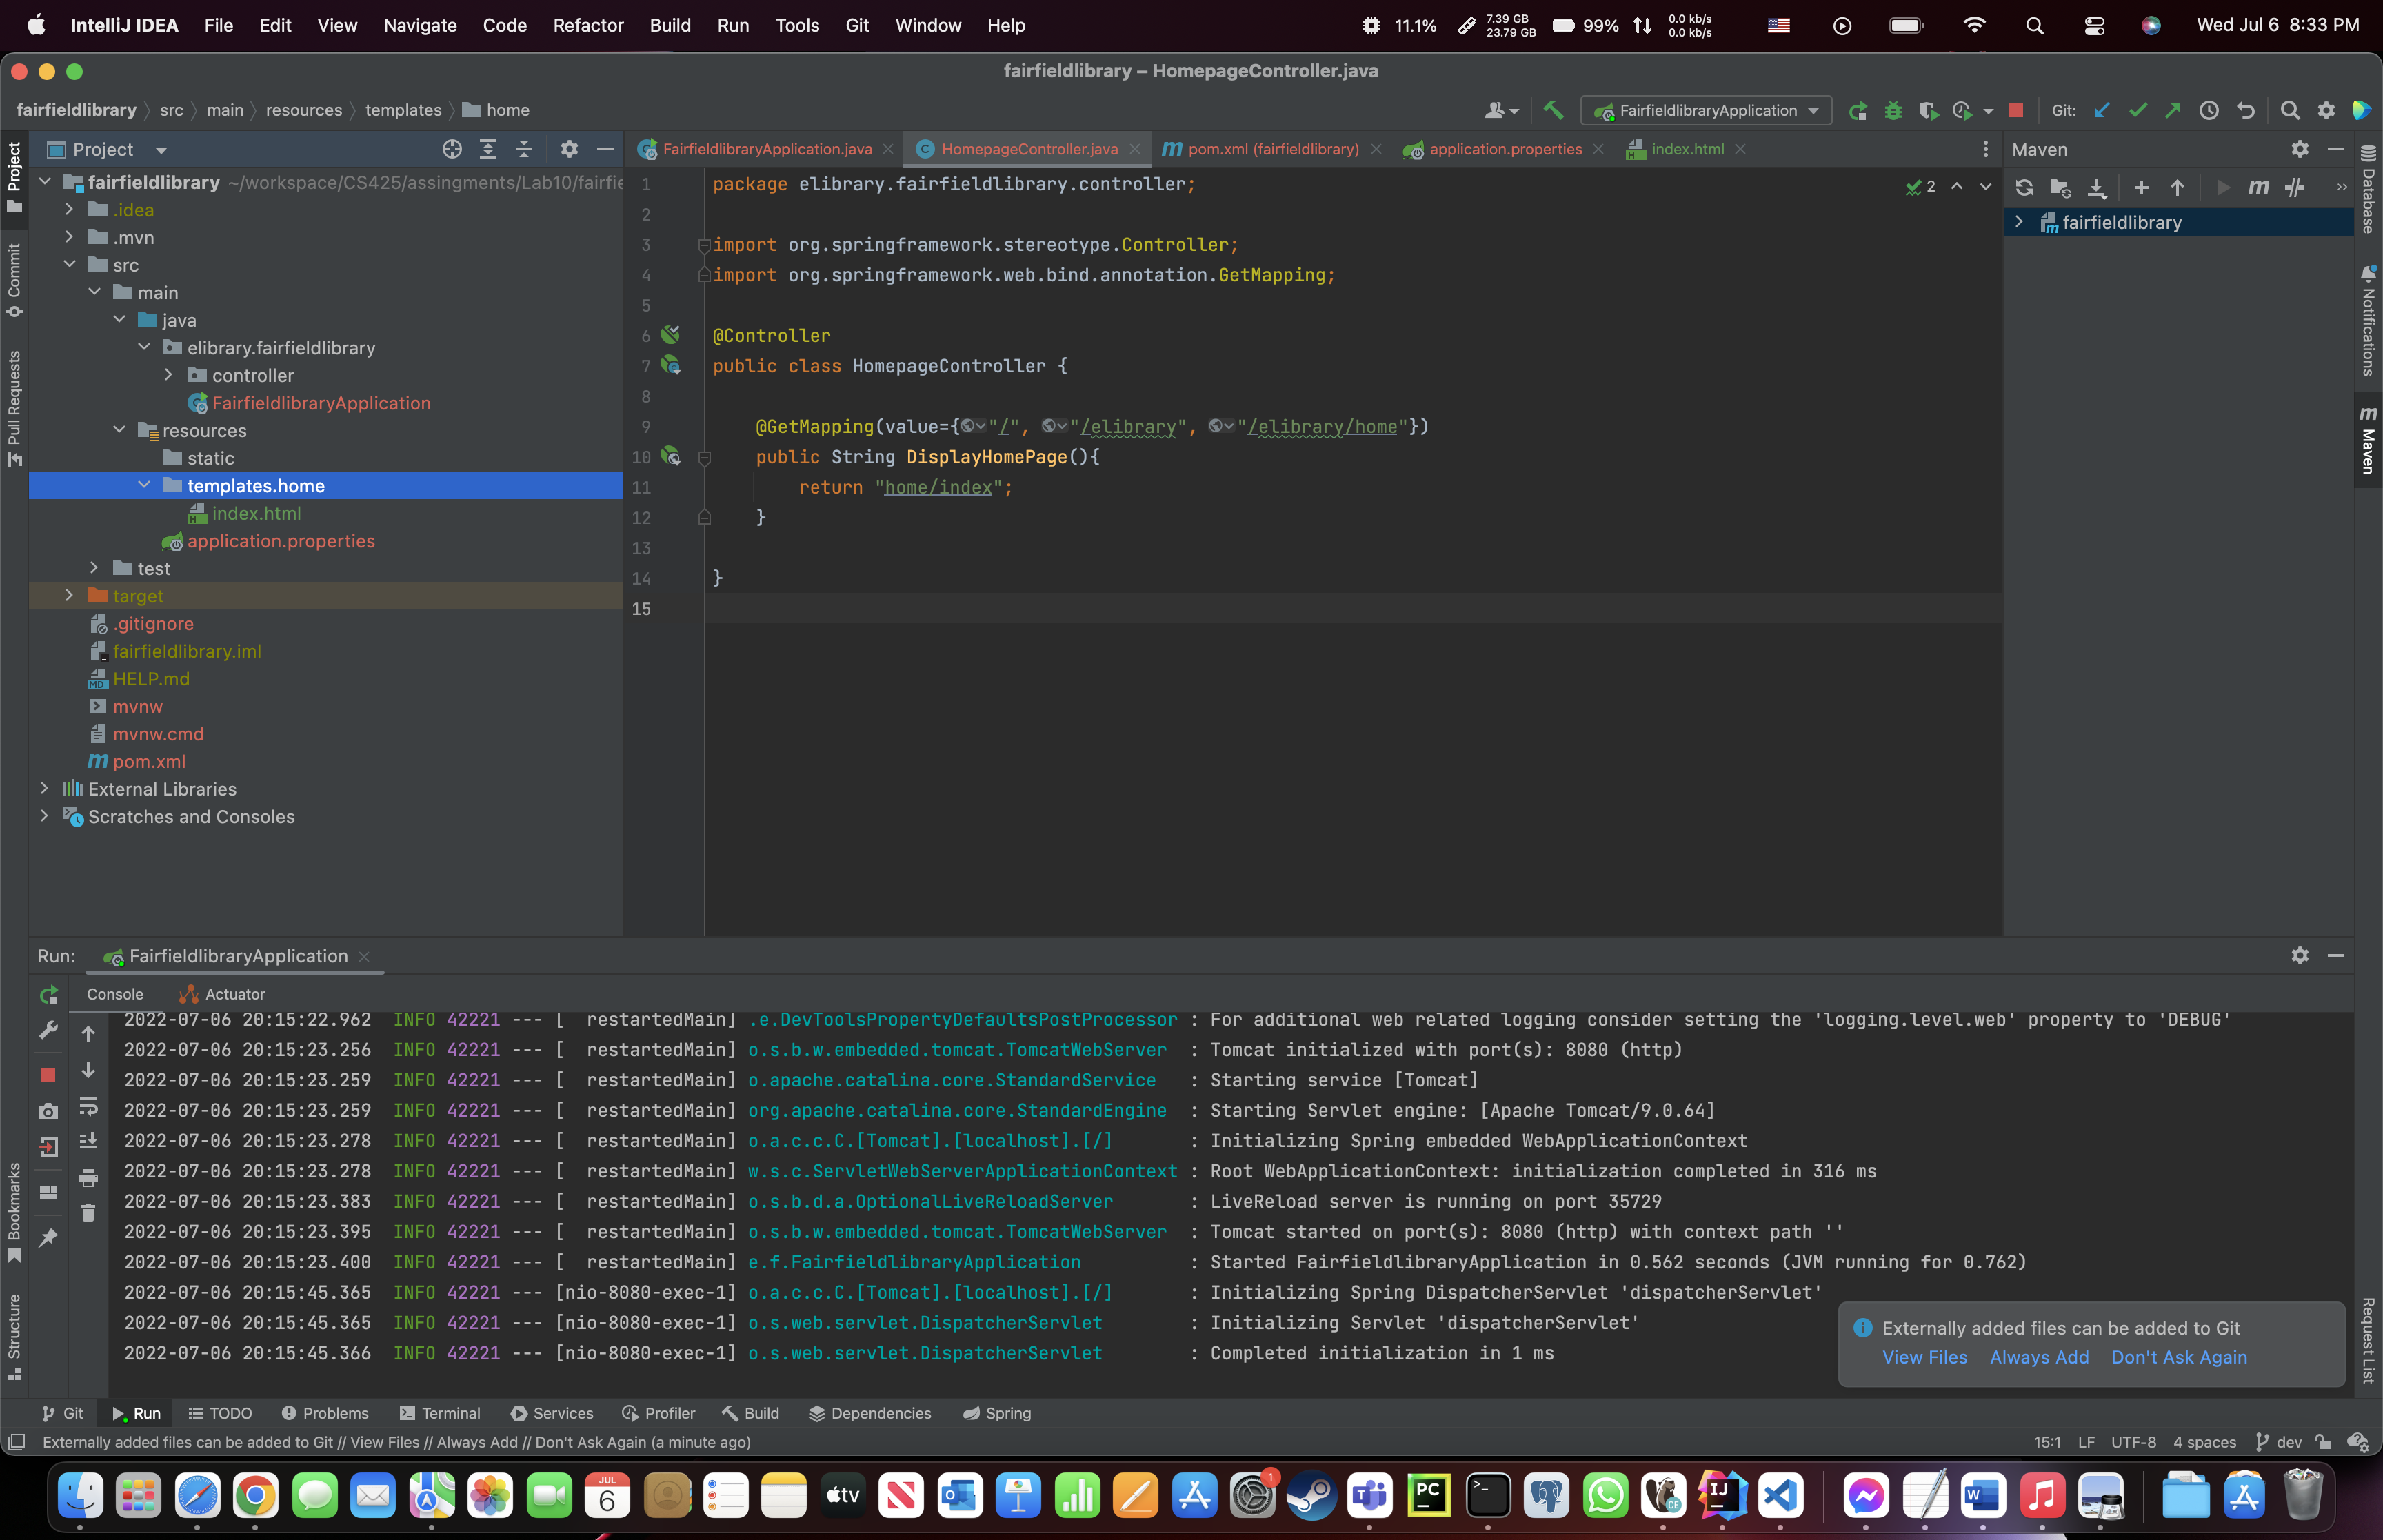 IntelliJ IDEA File Edit View Navigate Code Refactor Build Run Tools Git Window Help 11.1% 7.39 GB 23.79 GB 99% 0.0 kb/s 0.0 kb/s Wed Jul 6 8:33 PM
fairfieldlibrary – HomepageController.java
fairfieldlibrary src main resources templates home FairfieldlibraryApplication Git:
Project FairfieldlibraryApplication.java HomepageController.java pom.xml (fairfieldlibrary) application.properties index.html Maven
Project
Commit
Pull Requests
Bookmarks
Structure
fairfieldlibrary ~/workspace/CS425/assingments/Lab10/fairfie
.idea
.mvn
src
main
java
elibrary.fairfieldlibrary
controller
FairfieldlibraryApplication
resources
static
templates.home
index.html
application.properties
test
target
.gitignore
fairfieldlibrary.iml
HELP.md
mvnw
mvnw.cmd
pom.xml
External Libraries
Scratches and Consoles
1 package elibrary.fairfieldlibrary.controller;
2
3 import org.springframework.stereotype.Controller;
4 import org.springframework.web.bind.annotation.GetMapping;
5
6 @Controller
7 public class HomepageController {
8
9 @GetMapping(value={"/", "/elibrary", "/elibrary/home"})
10 public String DisplayHomePage(){
11 return "home/index";
12 }
13
14 }
15
2
fairfieldlibrary
Database
Notifications
Maven
Request List
Run: FairfieldlibraryApplication
Console Actuator
2022-07-06 20:15:22.962 INFO 42221 --- [ restartedMain] .e.DevToolsPropertyDefaultsPostProcessor : For additional web related logging consider setting the 'logging.level.web' property to 'DEBUG'
2022-07-06 20:15:23.256 INFO 42221 --- [ restartedMain] o.s.b.w.embedded.tomcat.TomcatWebServer : Tomcat initialized with port(s): 8080 (http)
2022-07-06 20:15:23.259 INFO 42221 --- [ restartedMain] o.apache.catalina.core.StandardService : Starting service [Tomcat]
2022-07-06 20:15:23.259 INFO 42221 --- [ restartedMain] org.apache.catalina.core.StandardEngine : Starting Servlet engine: [Apache Tomcat/9.0.64]
2022-07-06 20:15:23.278 INFO 42221 --- [ restartedMain] o.a.c.c.C.[Tomcat].[localhost].[/] : Initializing Spring embedded WebApplicationContext
2022-07-06 20:15:23.278 INFO 42221 --- [ restartedMain] w.s.c.ServletWebServerApplicationContext : Root WebApplicationContext: initialization completed in 316 ms
2022-07-06 20:15:23.383 INFO 42221 --- [ restartedMain] o.s.b.d.a.OptionalLiveReloadServer : LiveReload server is running on port 35729
2022-07-06 20:15:23.395 INFO 42221 --- [ restartedMain] o.s.b.w.embedded.tomcat.TomcatWebServer : Tomcat started on port(s): 8080 (http) with context path ''
2022-07-06 20:15:23.400 INFO 42221 --- [ restartedMain] e.f.FairfieldlibraryApplication : Started FairfieldlibraryApplication in 0.562 seconds (JVM running for 0.762)
2022-07-06 20:15:45.365 INFO 42221 --- [nio-8080-exec-1] o.a.c.c.C.[Tomcat].[localhost].[/] : Initializing Spring DispatcherServlet 'dispatcherServlet'
2022-07-06 20:15:45.365 INFO 42221 --- [nio-8080-exec-1] o.s.web.servlet.DispatcherServlet : Initializing Servlet 'dispatcherServlet'
2022-07-06 20:15:45.366 INFO 42221 --- [nio-8080-exec-1] o.s.web.servlet.DispatcherServlet : Completed initialization in 1 ms
Externally added files can be added to Git
View Files Always Add Don't Ask Again
Git Run TODO Problems Terminal Services Profiler Build Dependencies Spring
Externally added files can be added to Git // View Files // Always Add // Don't Ask Again (a minute ago) 15:1 LF UTF-8 4 spaces dev
JUL 6 tv 1 PC CE IJ W